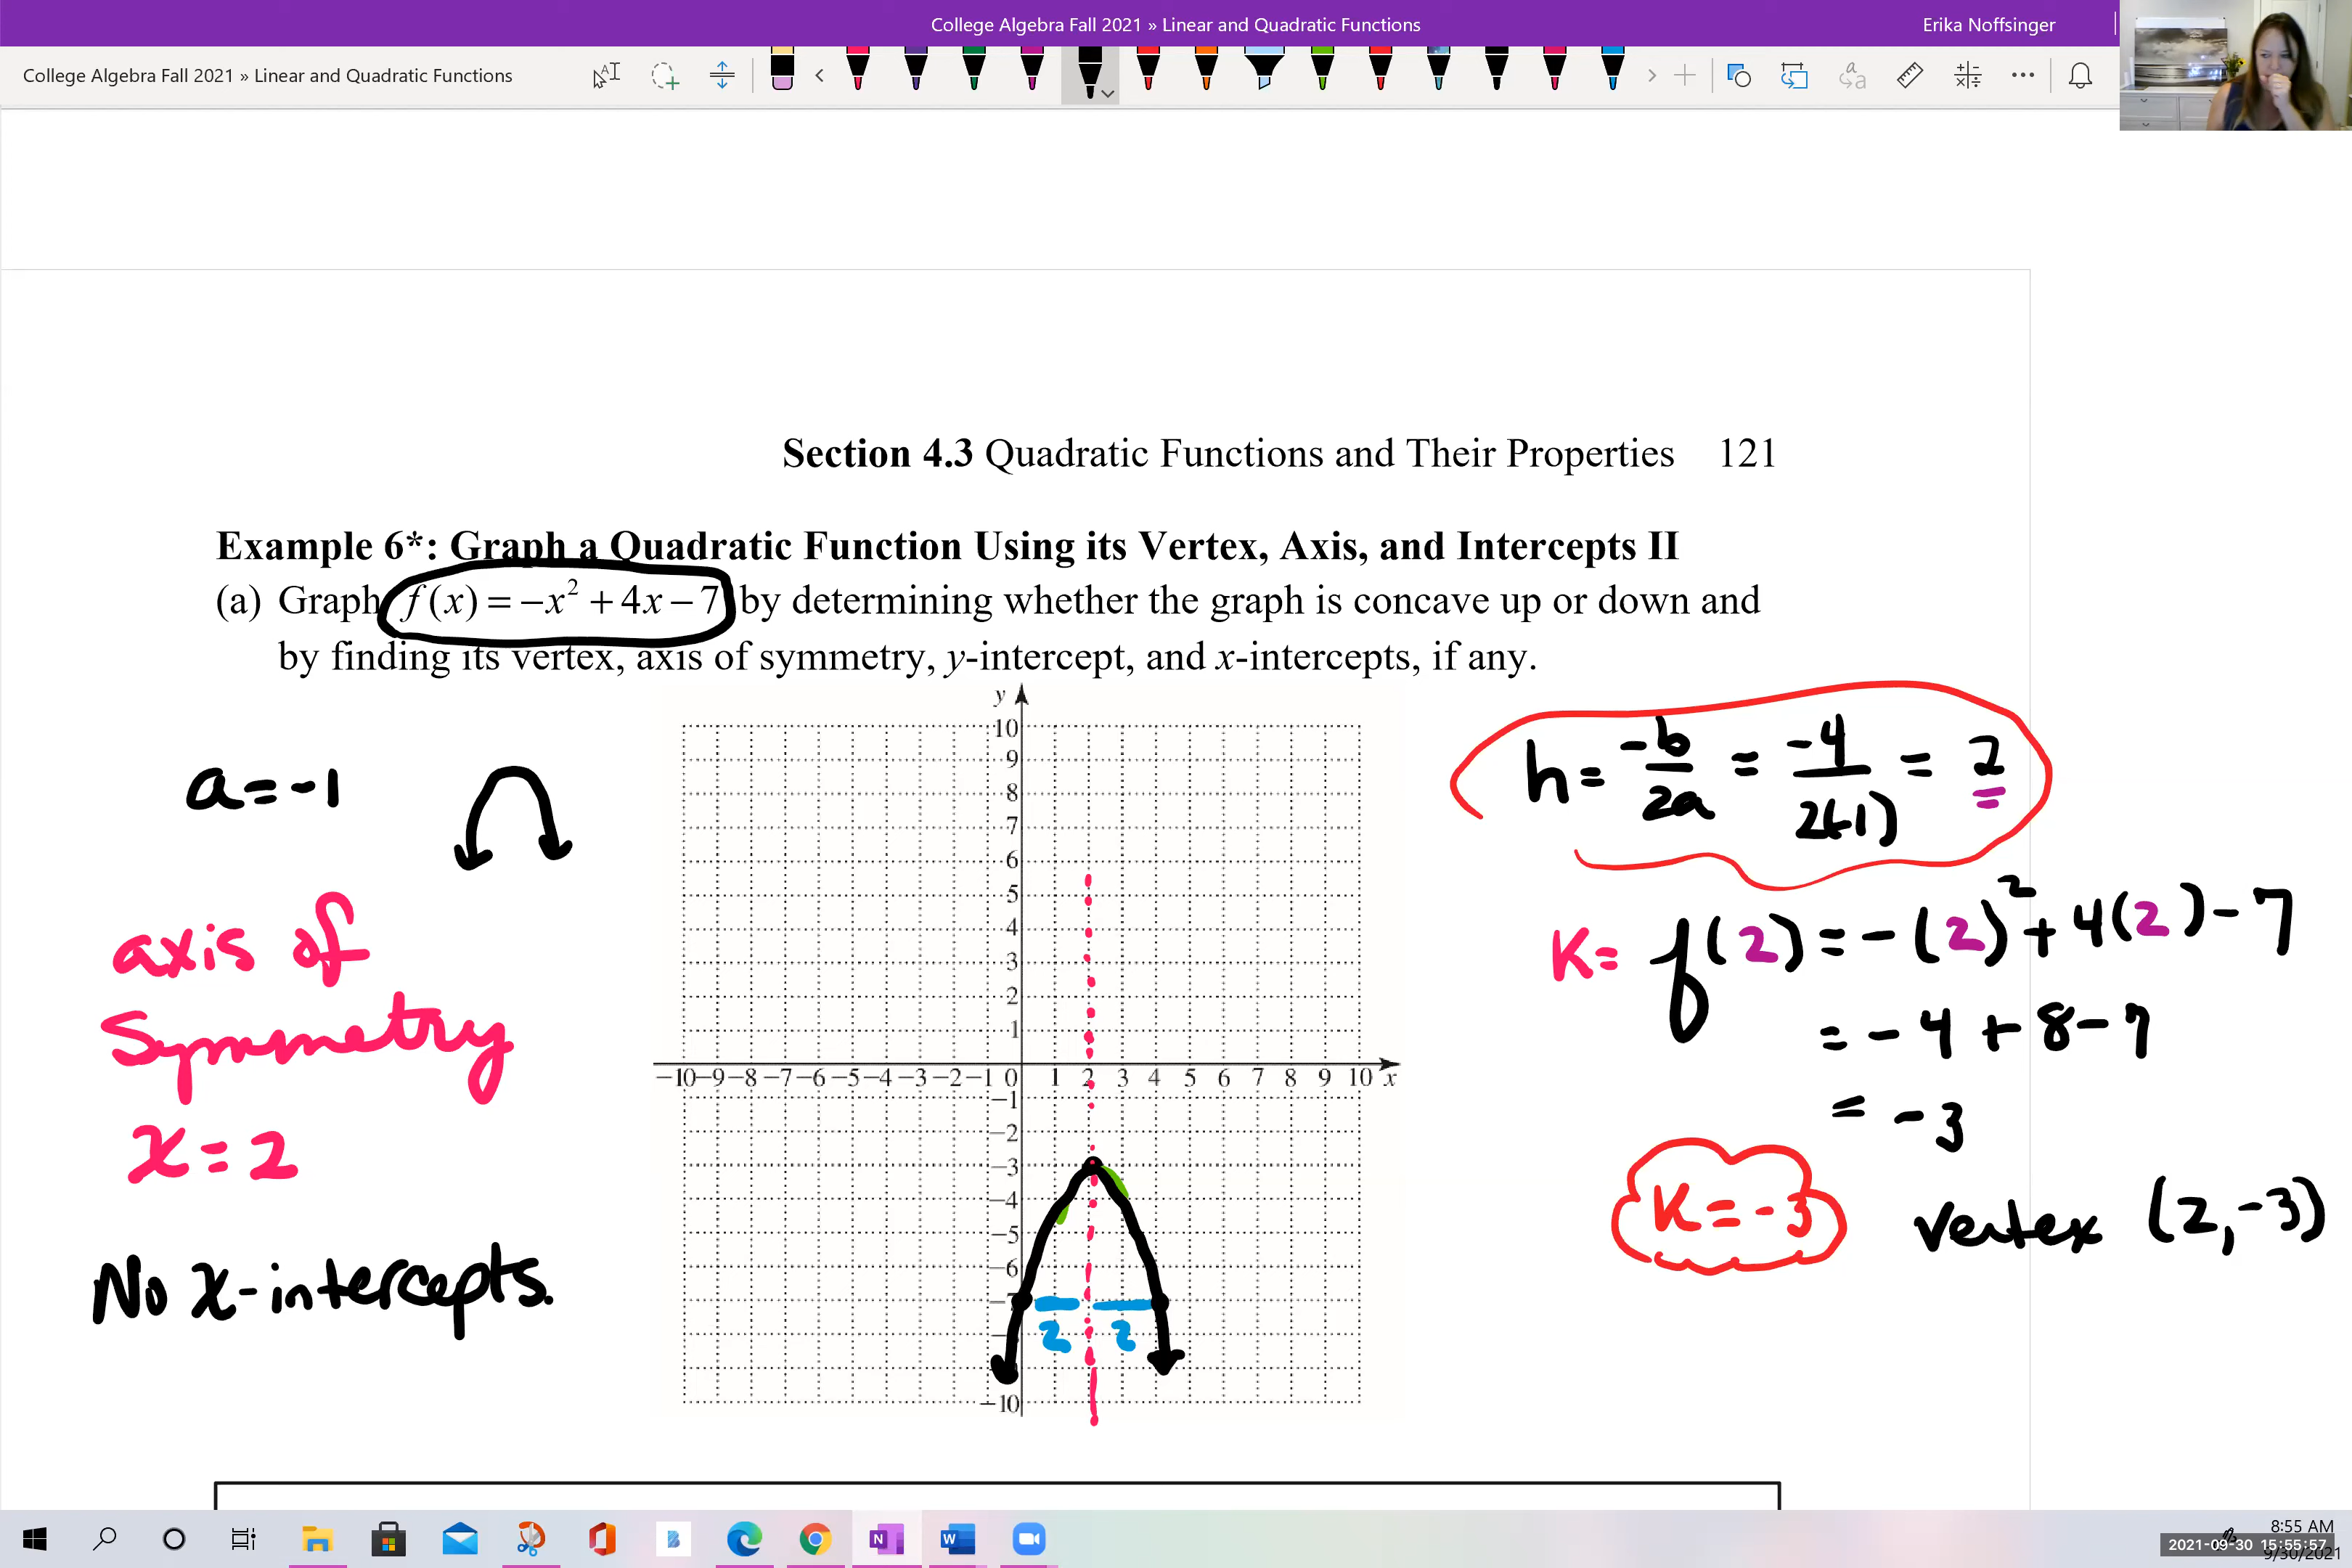 College Algebra Fall 2021 » Linear and Quadratic Functions
Erika Noffsinger
College Algebra Fall 2021 » Linear and Quadratic Functions
Section 4.3 Quadratic Functions and Their Properties 121
Example 6*: Graph a Quadratic Function Using its Vertex, Axis, and Intercepts II
(a) Graph f(x) = −x² + 4x − 7 by determining whether the graph is concave up or down and
by finding its vertex, axis of symmetry, y-intercept, and x-intercepts, if any.
a = -1
axis of
symmetry
x = 2
No x-intercepts.
y
10
9
8
7
6
5
4
3
2
1
−10 −9 −8 −7 −6 −5 −4 −3 −2 −1 0 1 2 3 4 5 6 7 8 9 10 x
−1
−2
−3
−4
−5
−6
−10
2 2
h = -b/2a = -4/2(-1) = 2
K = f(2) = -(2)² + 4(2) - 7
= -4 + 8 - 7
= -3
K = -3
vertex (2, -3)
8:55 AM
2021-09-30 15:55:57
9/30/2021